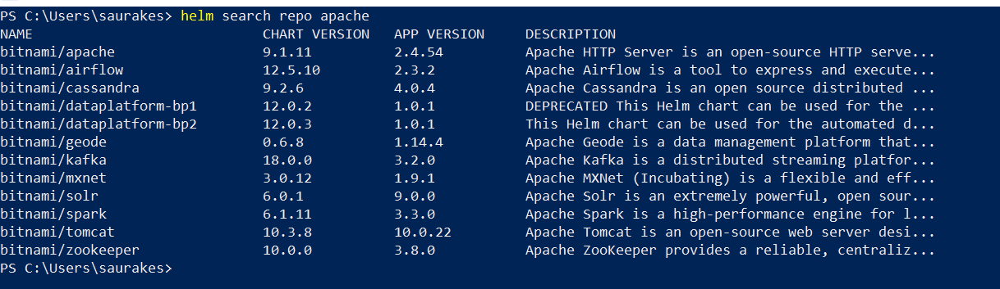 PS C:\Users\saurakes> helm search repo apache
NAME CHART VERSION APP VERSION DESCRIPTION
bitnami/apache 9.1.11 2.4.54 Apache HTTP Server is an open-source HTTP serve...
bitnami/airflow 12.5.10 2.3.2 Apache Airflow is a tool to express and execute...
bitnami/cassandra 9.2.6 4.0.4 Apache Cassandra is an open source distributed ...
bitnami/dataplatform-bp1 12.0.2 1.0.1 DEPRECATED This Helm chart can be used for the ...
bitnami/dataplatform-bp2 12.0.3 1.0.1 This Helm chart can be used for the automated d...
bitnami/geode 0.6.8 1.14.4 Apache Geode is a data management platform that...
bitnami/kafka 18.0.0 3.2.0 Apache Kafka is a distributed streaming platfor...
bitnami/mxnet 3.0.12 1.9.1 Apache MXNet (Incubating) is a flexible and eff...
bitnami/solr 6.0.1 9.0.0 Apache Solr is an extremely powerful, open sour...
bitnami/spark 6.1.11 3.3.0 Apache Spark is a high-performance engine for l...
bitnami/tomcat 10.3.8 10.0.22 Apache Tomcat is an open-source web server desi...
bitnami/zookeeper 10.0.0 3.8.0 Apache ZooKeeper provides a reliable, centraliz...
PS C:\Users\saurakes>